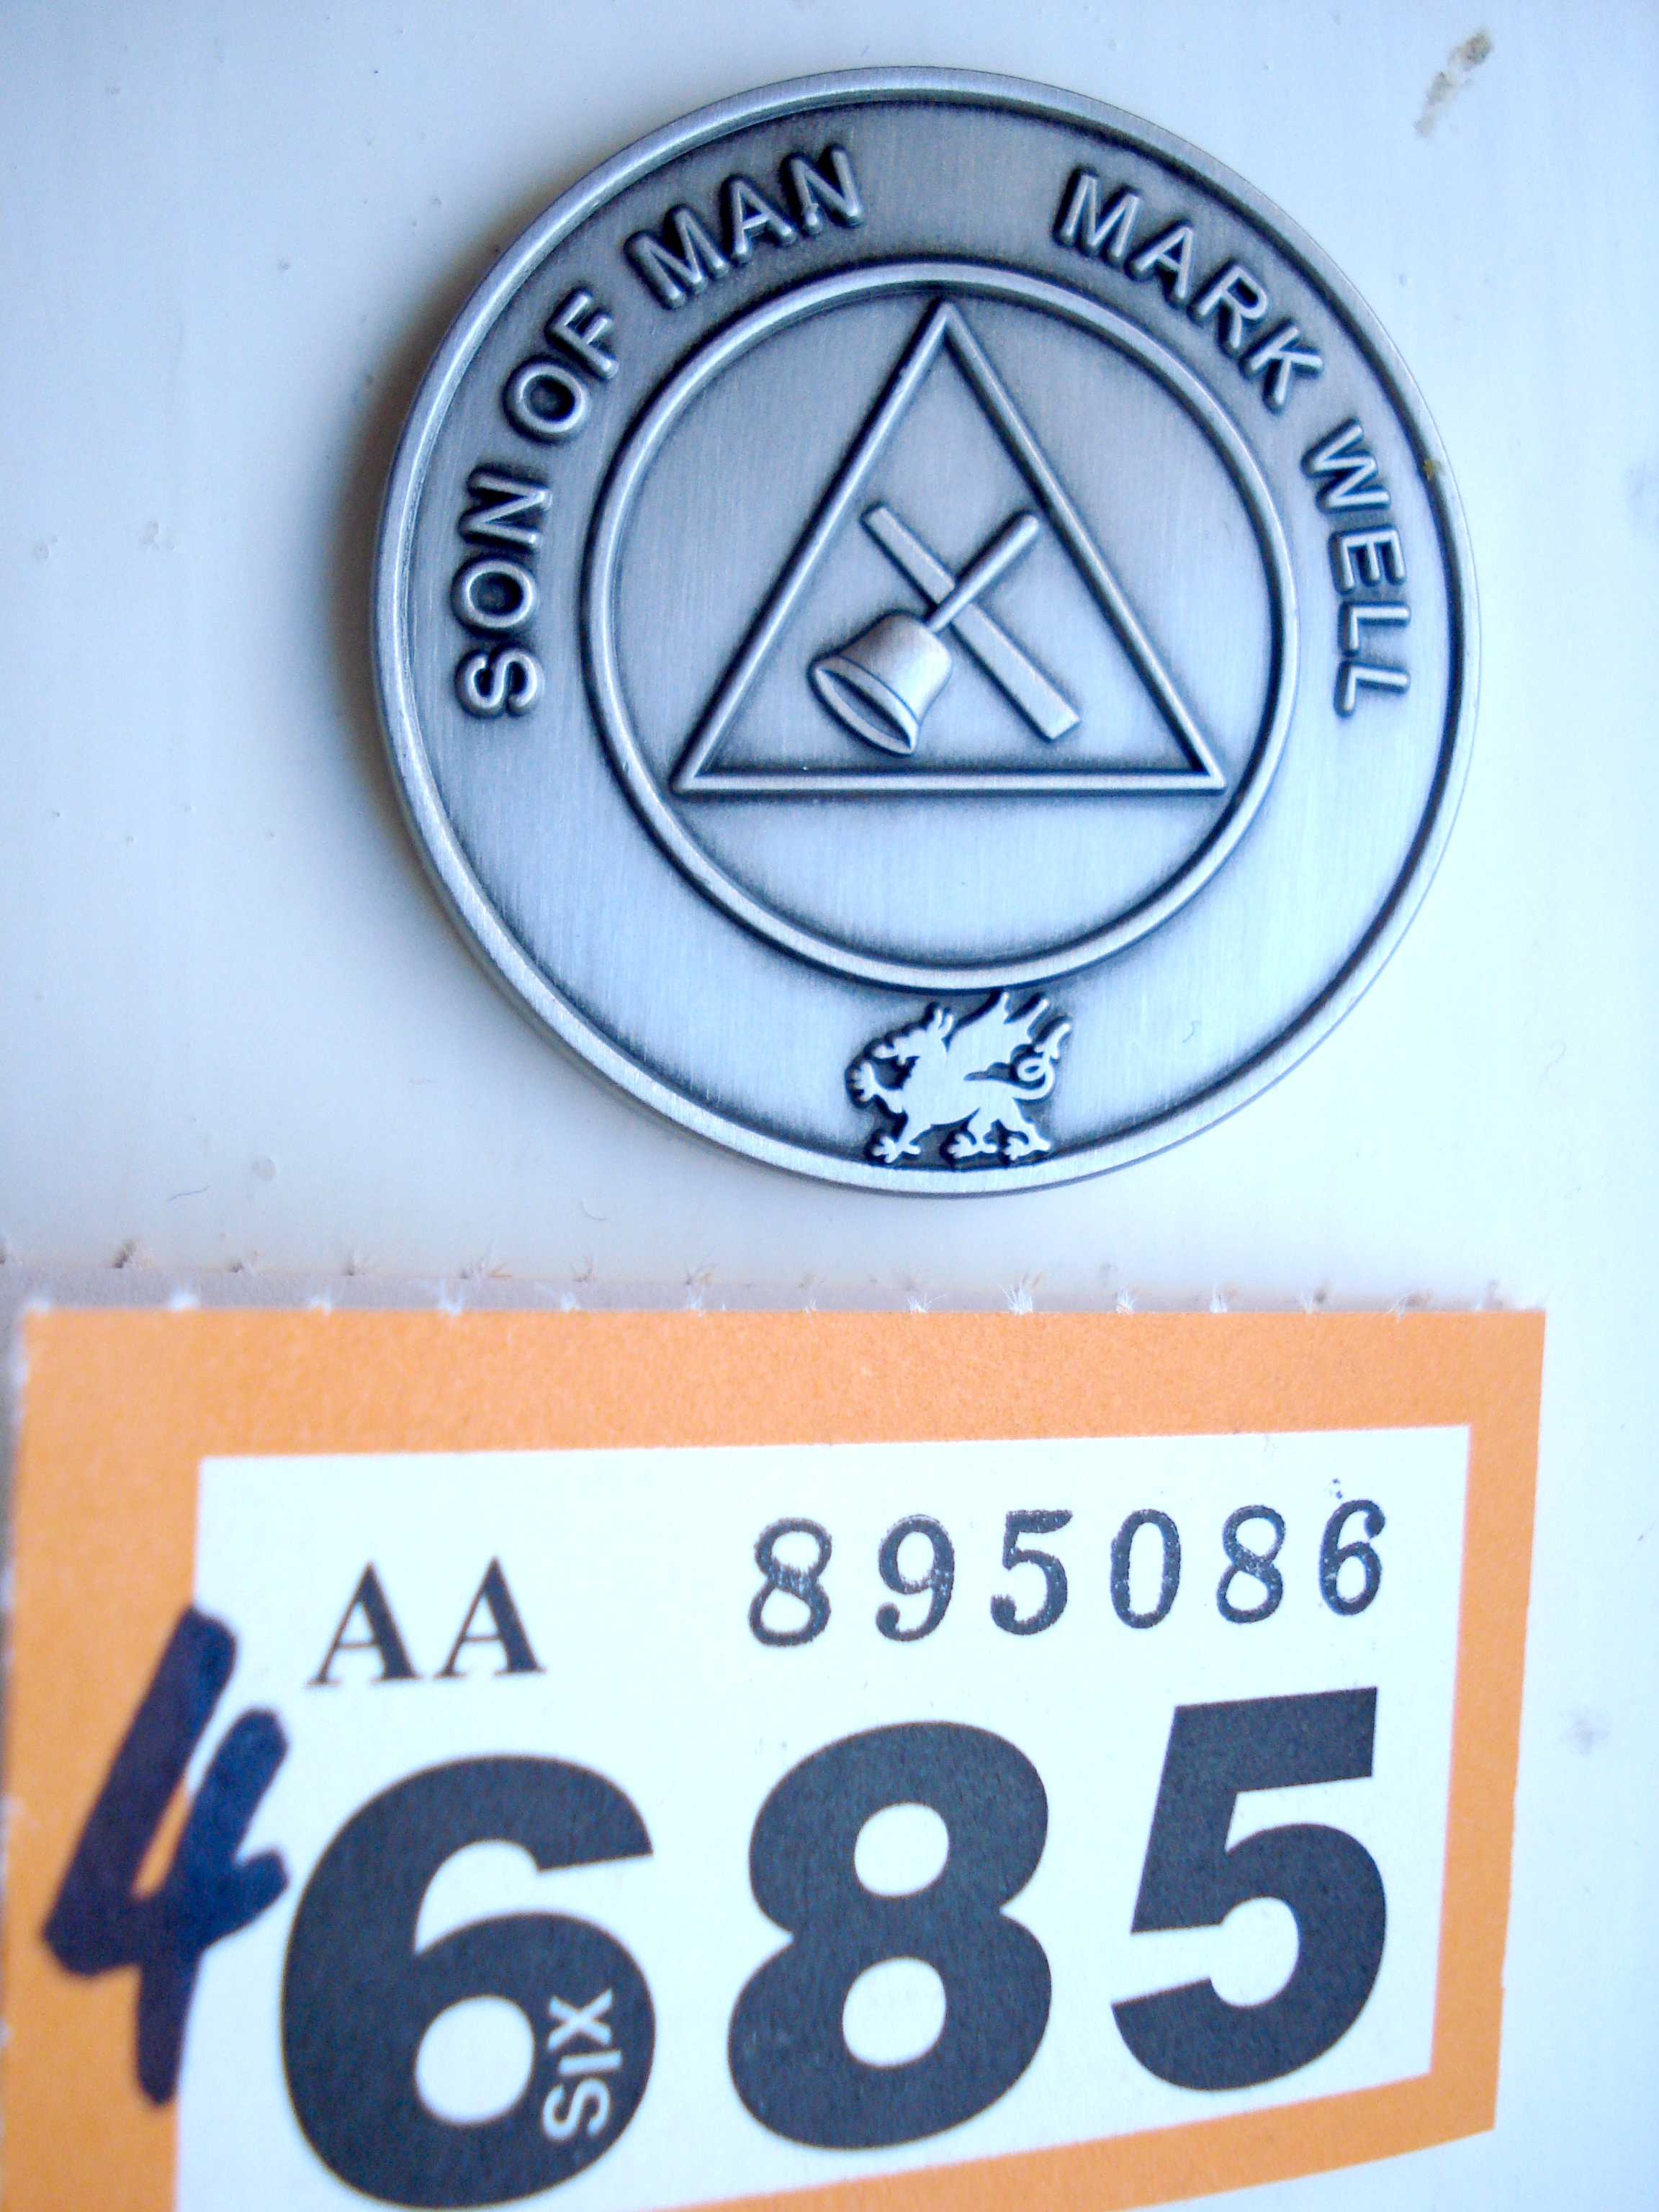 SON OF MAN MARK WELL
AA 895086
4685
SIX